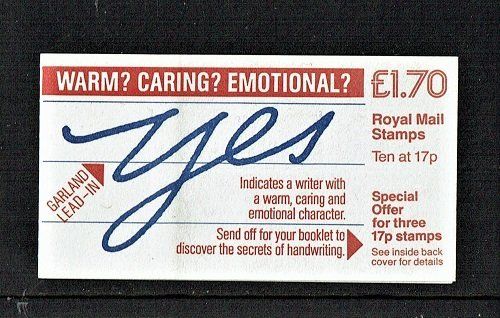 WARM? CARING? EMOTIONAL?
£1.70
yes
Royal Mail
Stamps
Ten at 17p
GARLAND
LEAD-IN
Indicates a writer with
a warm, caring and
emotional character.
Send off for your booklet to
discover the secrets of handwriting.
Special
Offer
for three
17p stamps
See inside back
cover for details